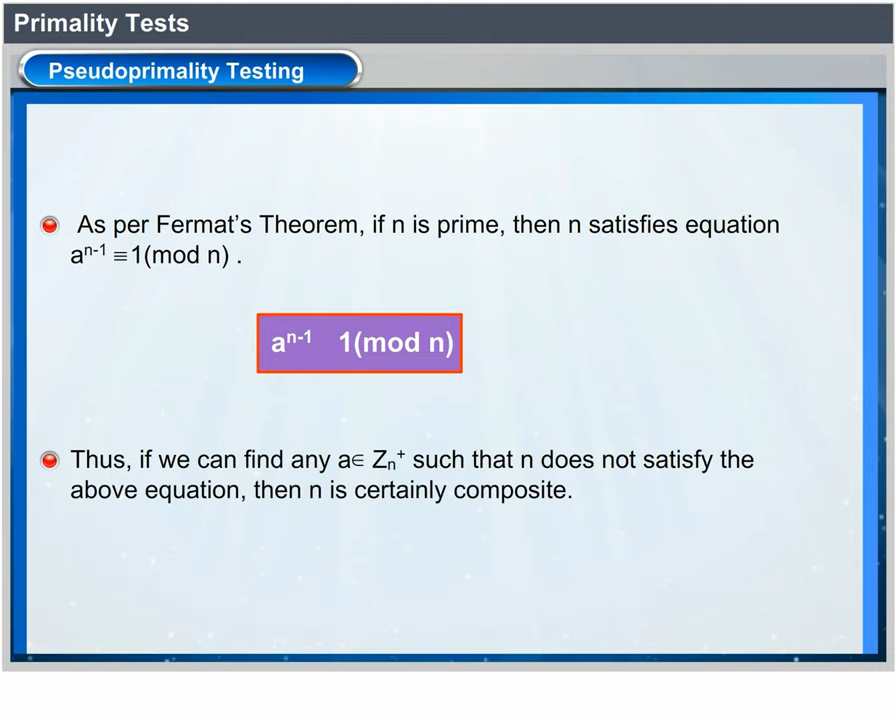 Primality Tests
Pseudoprimality Testing
As per Fermat's Theorem, if n is prime, then n satisfies equation
aⁿ⁻¹ ≡ 1(mod n) .
aⁿ⁻¹ 1(mod n)
Thus, if we can find any a∈ Zₙ⁺ such that n does not satisfy the
above equation, then n is certainly composite.